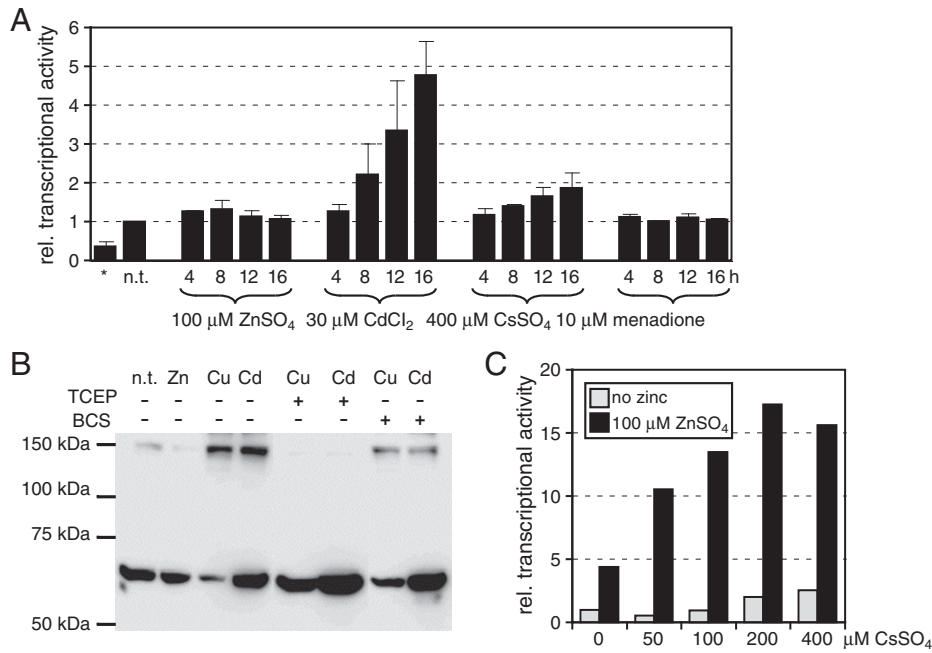 A
rel. transcriptional activity
6
5
4
3
2
1
0
* n.t. 4 8 12 16 4 8 12 16 4 8 12 16 4 8 12 16 h
100 µM ZnSO4 30 µM CdCl2 400 µM CsSO4 10 µM menadione
B
n.t. Zn Cu Cd Cu Cd Cu Cd
TCEP - - - - + + - -
BCS - - - - - - + +
150 kDa
100 kDa
75 kDa
50 kDa
C
rel. transcriptional activity
20
15
10
5
0
no zinc
100 µM ZnSO4
0 50 100 200 400 µM CsSO4